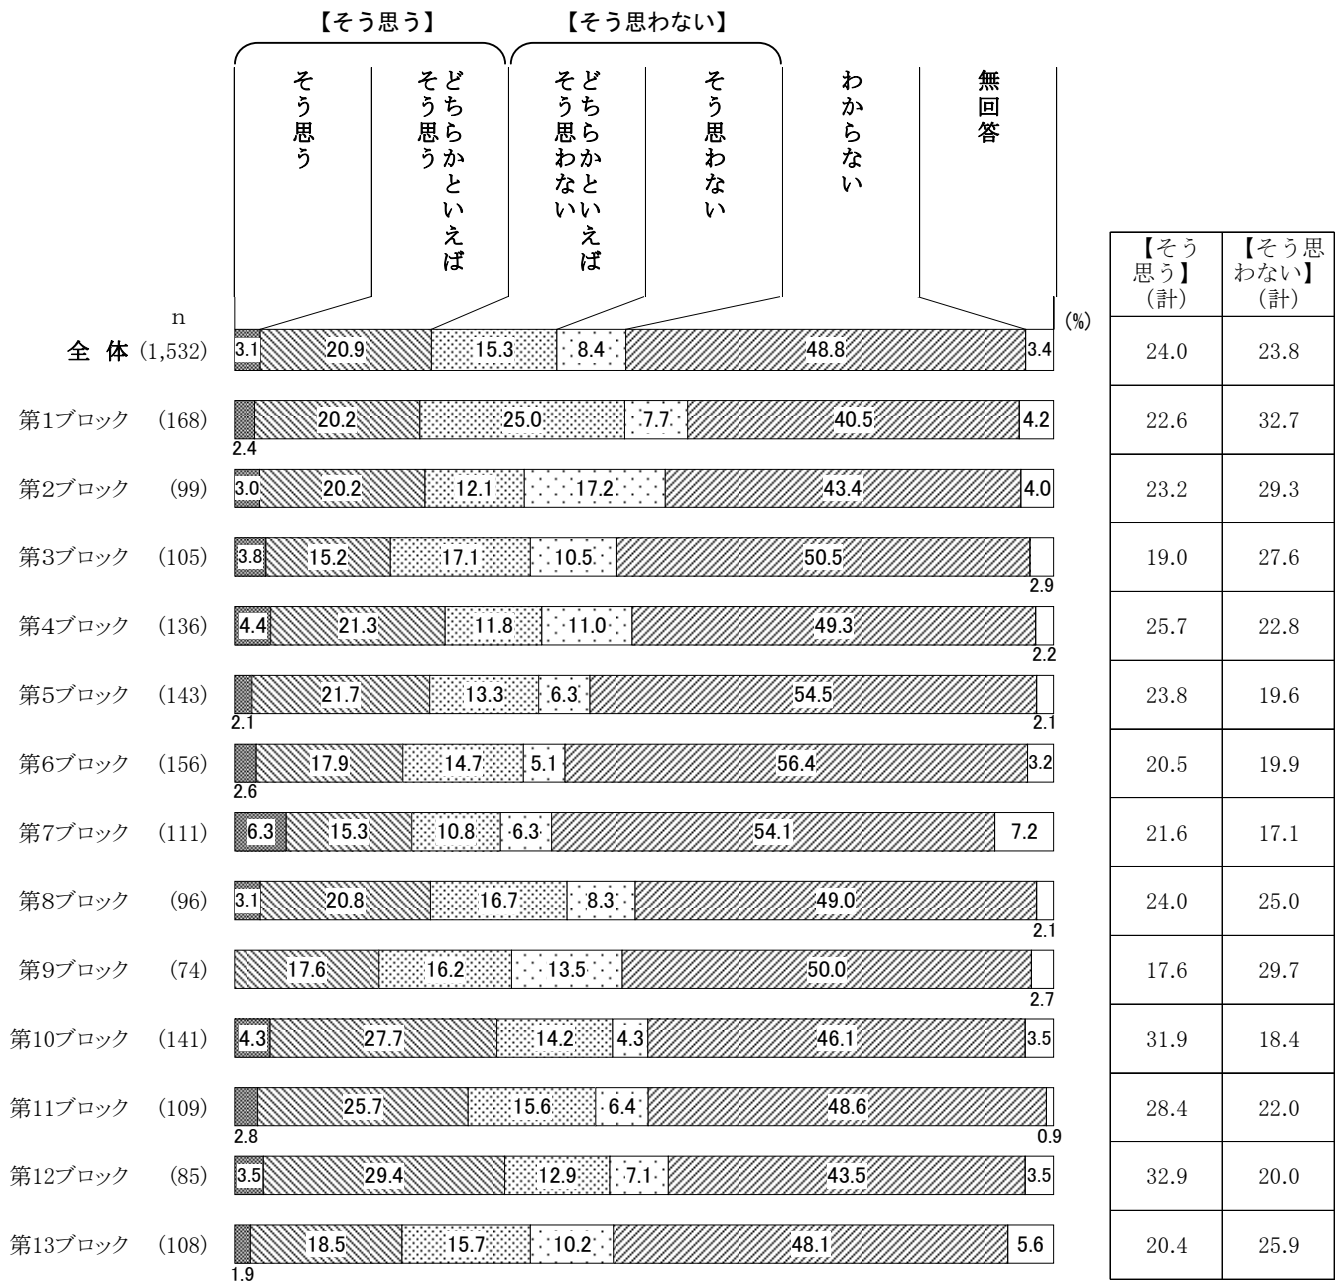 【そう思う】 【そう思わない】
そう思う
どちらかといえば
そう思う
どちらかといえば
そう思わない
そう思わない
わからない
無回答
【そう
思う】
(計)
【そう思
わない】
(計)
n
(%)
全 体 (1,532) 3.1 20.9 15.3 8.4 48.8 3.4 24.0 23.8
第1ブロック (168) 20.2 25.0 7.7 40.5 4.2 22.6 32.7
2.4
第2ブロック (99) 3.0 20.2 12.1 17.2 43.4 4.0 23.2 29.3
第3ブロック (105) 3.8 15.2 17.1 10.5 50.5 19.0 27.6
2.9
第4ブロック (136) 4.4 21.3 11.8 11.0 49.3 25.7 22.8
2.2
第5ブロック (143) 21.7 13.3 6.3 54.5 23.8 19.6
2.1 2.1
第6ブロック (156) 17.9 14.7 5.1 56.4 3.2 20.5 19.9
2.6
第7ブロック (111) 6.3 15.3 10.8 6.3 54.1 7.2 21.6 17.1
第8ブロック (96) 3.1 20.8 16.7 8.3 49.0 24.0 25.0
2.1
第9ブロック (74) 17.6 16.2 13.5 50.0 17.6 29.7
2.7
第10ブロック (141) 4.3 27.7 14.2 4.3 46.1 3.5 31.9 18.4
第11ブロック (109) 25.7 15.6 6.4 48.6 28.4 22.0
2.8 0.9
第12ブロック (85) 3.5 29.4 12.9 7.1 43.5 3.5 32.9 20.0
第13ブロック (108) 18.5 15.7 10.2 48.1 5.6 20.4 25.9
1.9